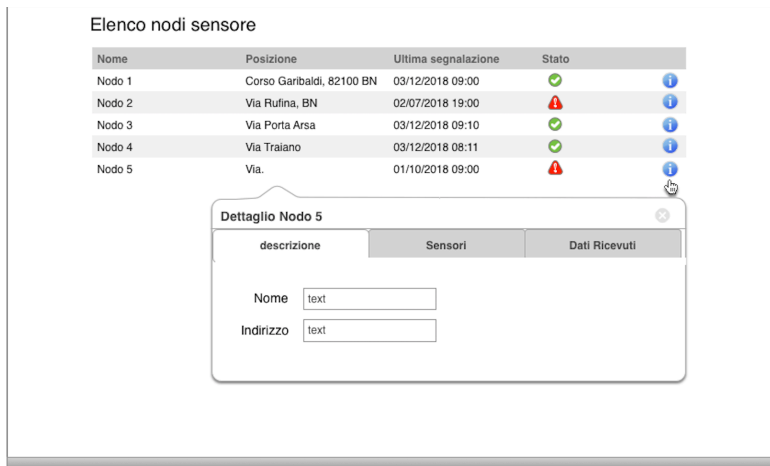 Elenco nodi sensore
Nome Posizione Ultima segnalazione Stato
Nodo 1 Corso Garibaldi, 82100 BN 03/12/2018 09:00
Nodo 2 Via Rufina, BN 02/07/2018 19:00
Nodo 3 Via Porta Arsa 03/12/2018 09:10
Nodo 4 Via Traiano 03/12/2018 08:11
Nodo 5 Via. 01/10/2018 09:00
Dettaglio Nodo 5
descrizione Sensori Dati Ricevuti
Nome text
Indirizzo text